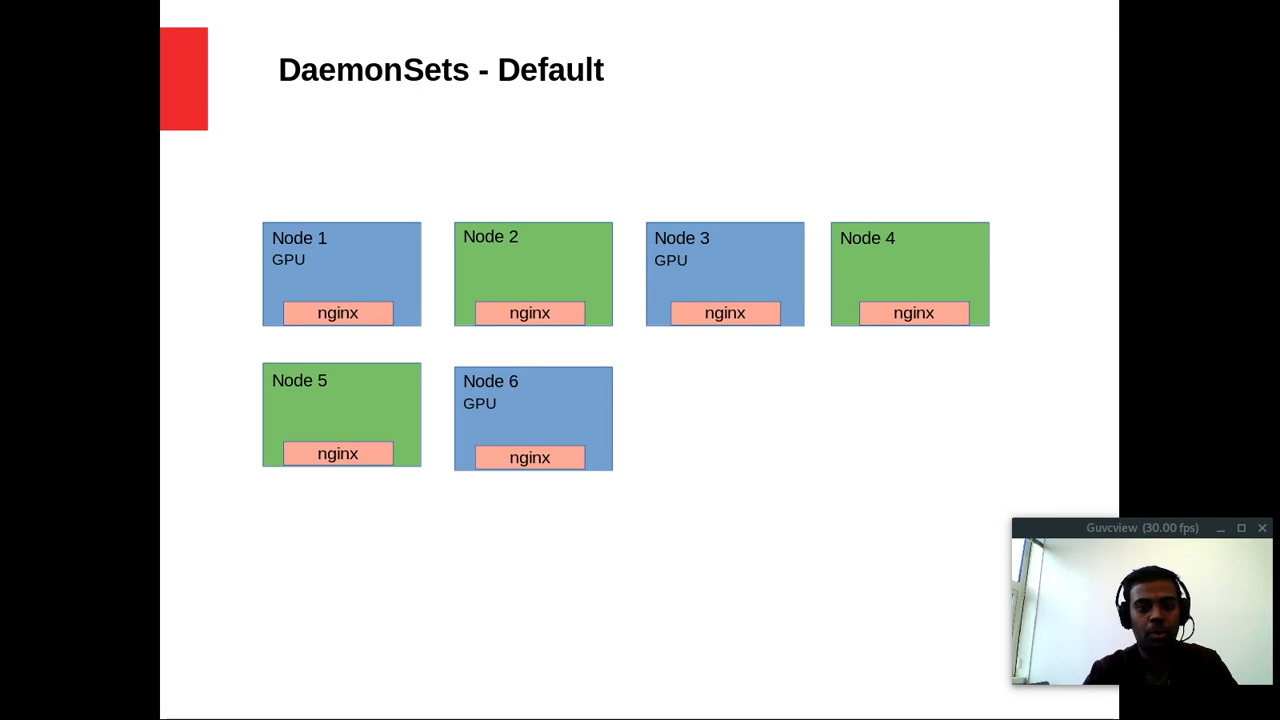 DaemonSets - Default
Node 1
GPU
nginx
Node 2
nginx
Node 3
GPU
nginx
Node 4
nginx
Node 5
nginx
Node 6
GPU
nginx
Guvcview (30.00 fps)